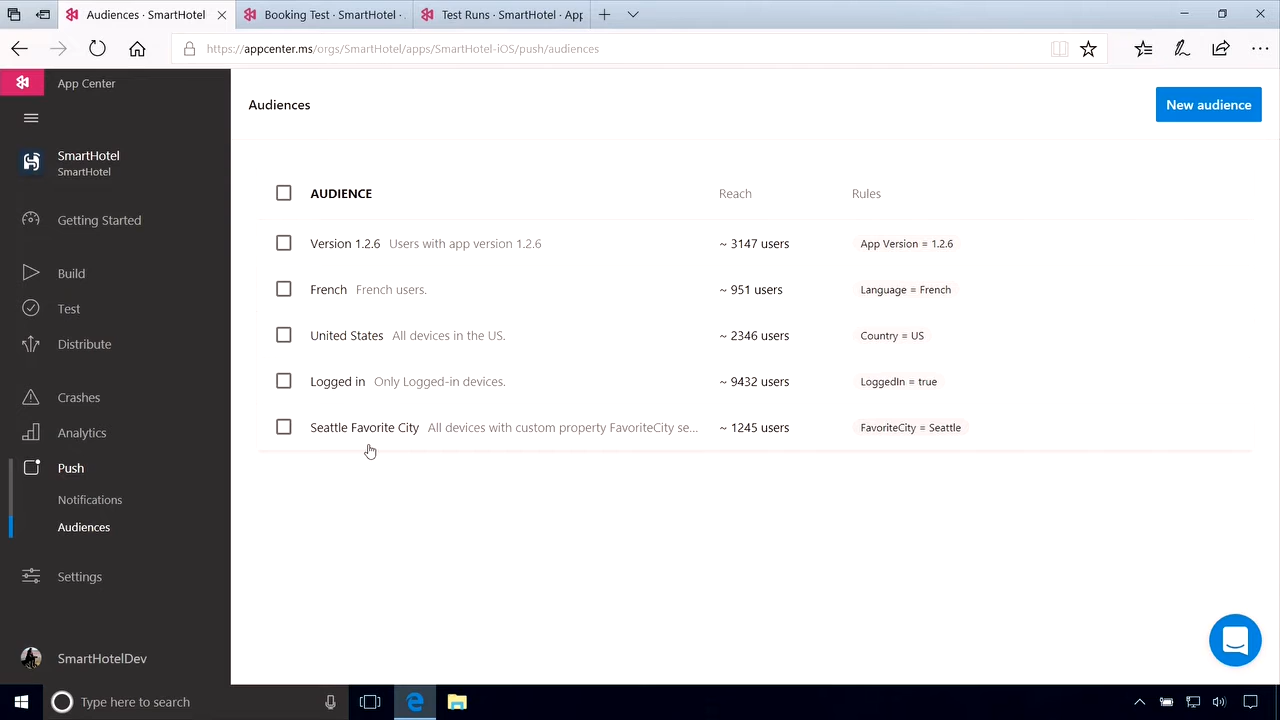 Audiences · SmartHotel
Booking Test · SmartHotel ·
Test Runs · SmartHotel · App
https://appcenter.ms/orgs/SmartHotel/apps/SmartHotel-iOS/push/audiences
App Center
SmartHotel
SmartHotel
Getting Started
Build
Test
Distribute
Crashes
Analytics
Push
Notifications
Audiences
Settings
SmartHotelDev
Audiences
New audience
AUDIENCE Reach Rules
Version 1.2.6 Users with app version 1.2.6 ~ 3147 users App Version = 1.2.6
French French users. ~ 951 users Language = French
United States All devices in the US. ~ 2346 users Country = US
Logged in Only Logged-in devices. ~ 9432 users LoggedIn = true
Seattle Favorite City All devices with custom property FavoriteCity se... ~ 1245 users FavoriteCity = Seattle
Type here to search